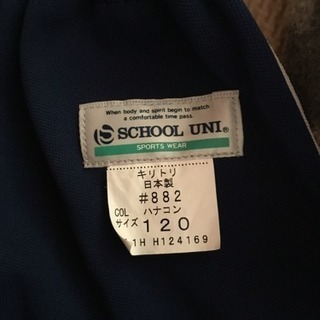 When body and spirit begin to match
a comfortable time pass.
S SCHOOL UNI®
SPORTS WEAR
キリトリ
日本製
#882
COL ハナコン
サイズ 120
1H H124169